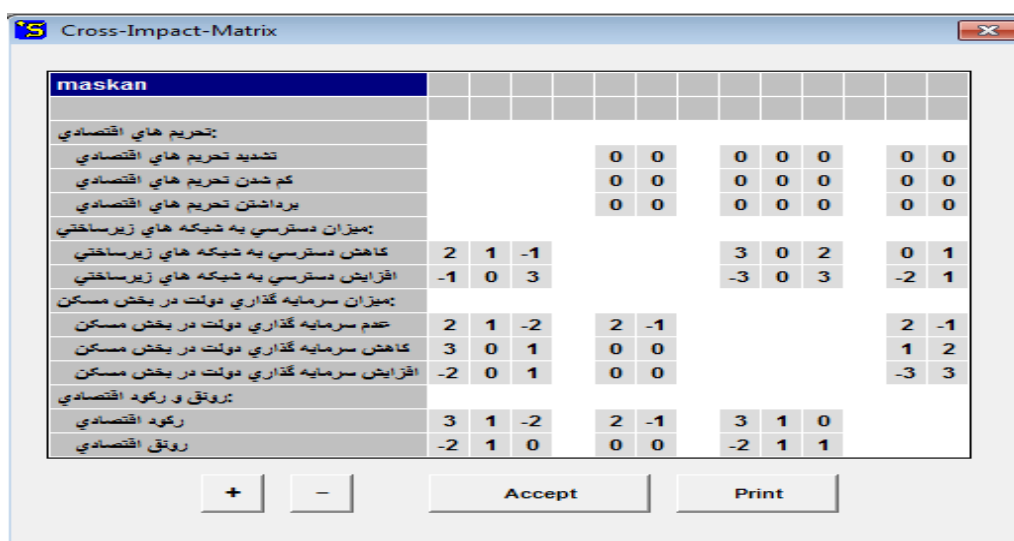 Cross-Impact-Matrix
maskan
تحريم هاي اقتصادي:
تشديد تحريم هاي اقتصادي 0 0 0 0 0 0 0
كم شدن تحريم هاي اقتصادي 0 0 0 0 0 0 0
برداشتن تحريم هاي اقتصادي 0 0 0 0 0 0 0
ميزان دسترسي به شبكه هاي زيرساختي:
كاهش دسترسي به شبكه هاي زيرساختي 2 1 -1 3 0 2 0 1
افزايش دسترسي به شبكه هاي زيرساختي -1 0 3 -3 0 3 -2 1
ميزان سرمايه گذاري دولت در بخش مسكن:
عدم سرمايه گذاري دولت در بخش مسكن 2 1 -2 2 -1 2 -1
كاهش سرمايه گذاري دولت در بخش مسكن 3 0 1 0 0 1 2
افزايش سرمايه گذاري دولت در بخش مسكن -2 0 1 0 0 -3 3
رونق و ركود اقتصادي:
ركود اقتصادي 3 1 -2 2 -1 3 1 0
رونق اقتصادي -2 1 0 0 0 -2 1 1
+ - Accept Print